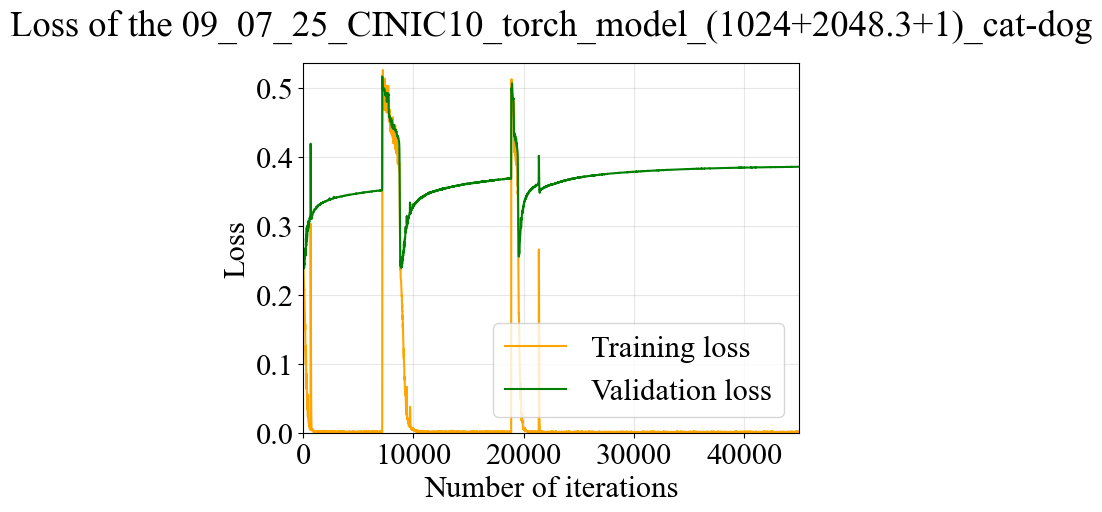 Loss of the 09_07_25_CINIC10_torch_model_(1024+2048.3+1)_cat-dog
0.5
0.4
0.3
0.2
0.1
0.0
Loss
Training loss
Validation loss
0 10000 20000 30000 40000
Number of iterations